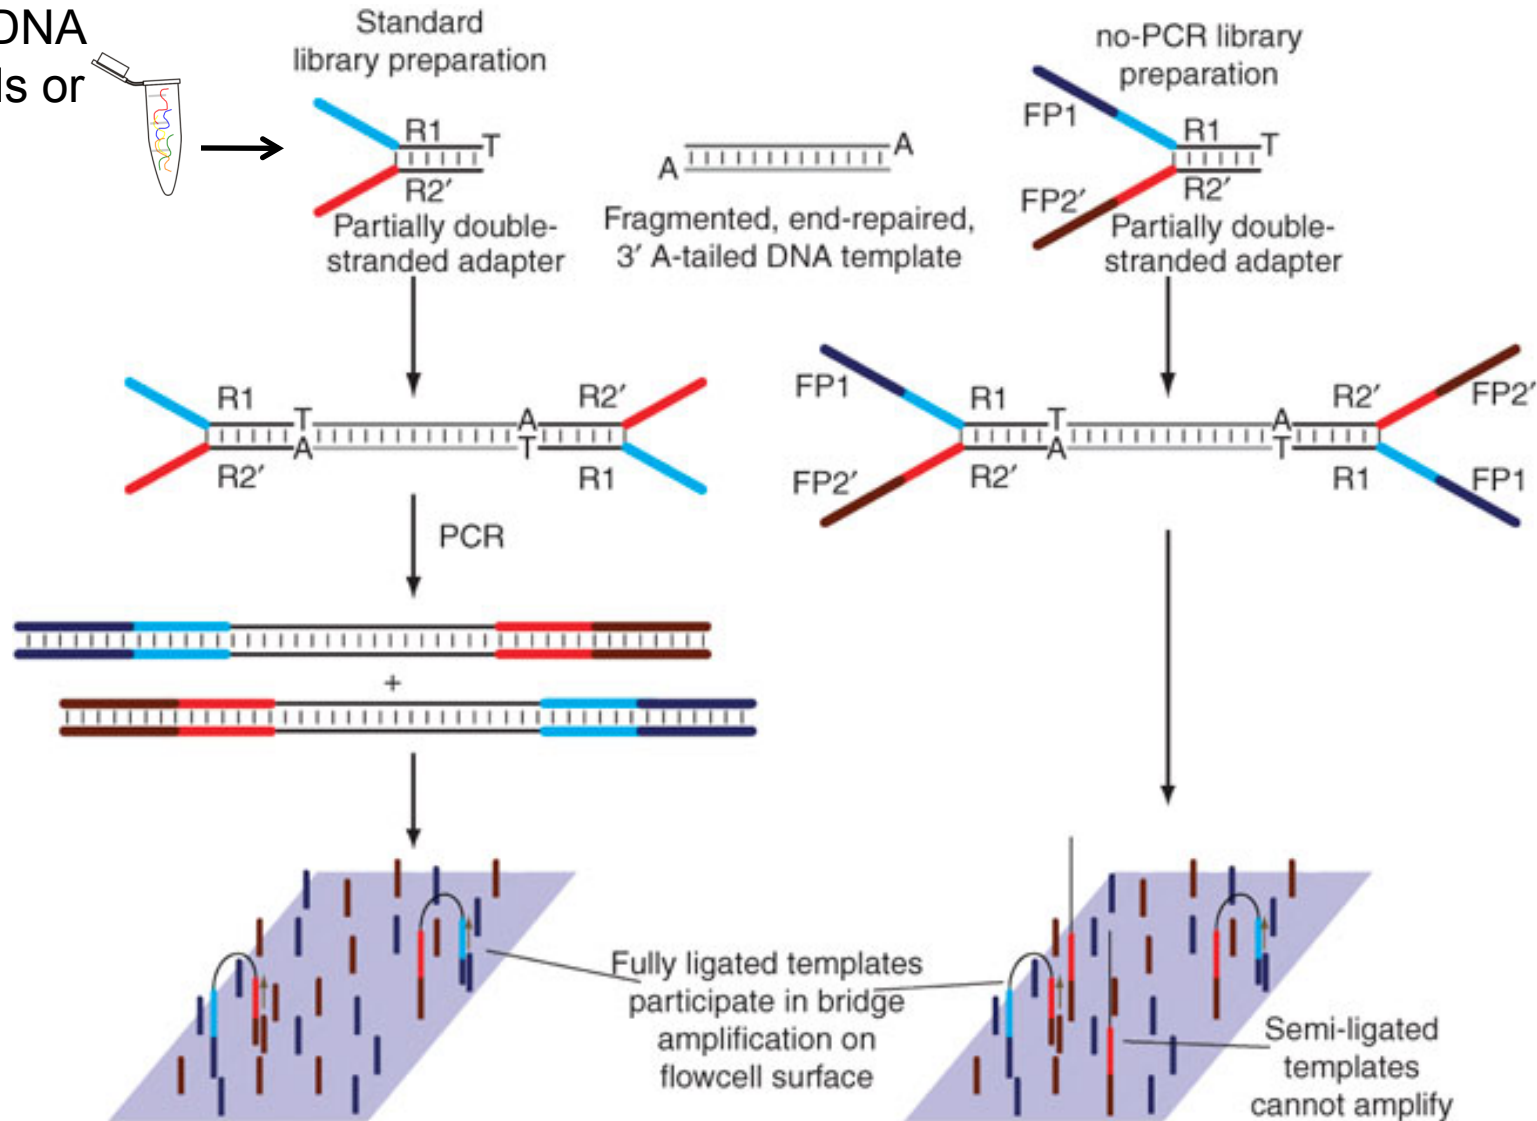 DNA
ls or
Standard
library preparation
R1
T
R2′
Partially double-
stranded adapter
A
A
Fragmented, end-repaired,
3′ A-tailed DNA template
no-PCR library
preparation
FP1
R1
T
FP2′
R2′
Partially double-
stranded adapter
R1
T
A
R2′
R2′
A
T
R1
FP1
R1
T
A
R2′
FP2′
FP2′
R2′
A
T
R1
FP1
PCR
+
Fully ligated templates
participate in bridge
amplification on
flowcell surface
Semi-ligated
templates
cannot amplify